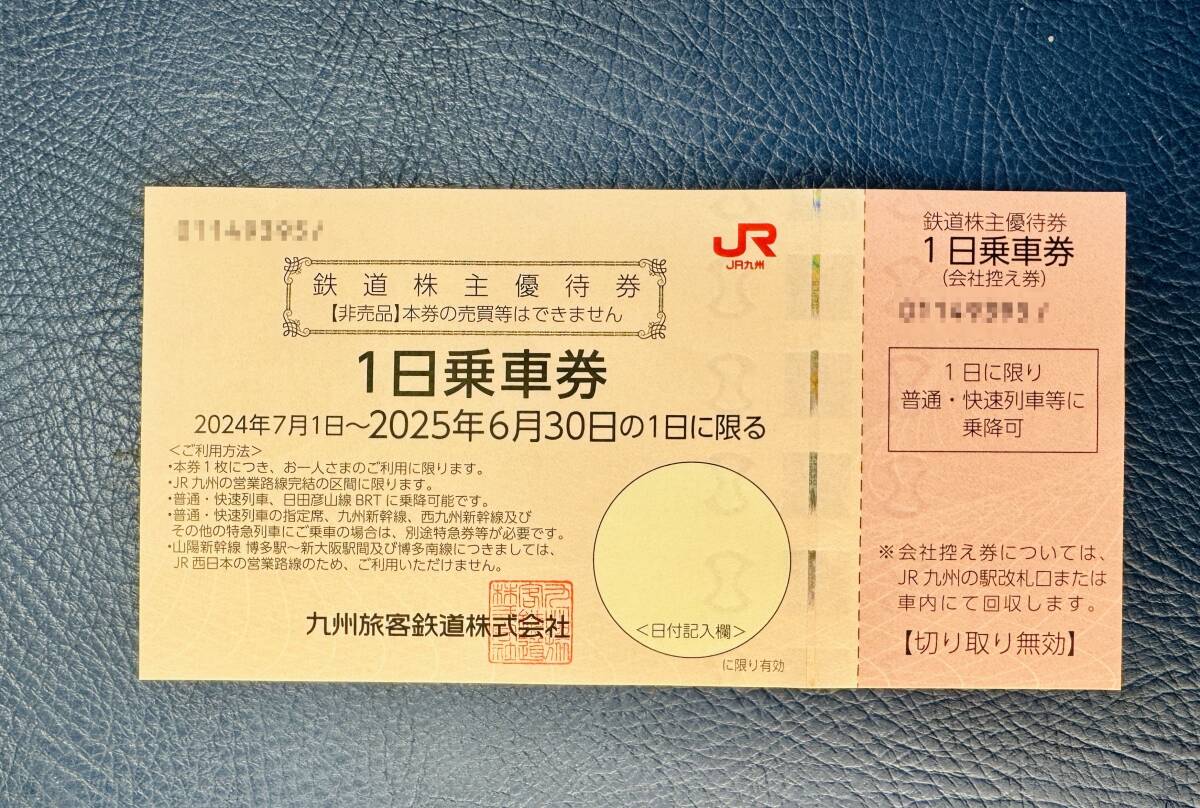 JR
JR九州
鉄道株主優待券
【非売品】本券の売買等はできません
1日乗車券
2024年7月1日~2025年6月30日の1日に限る
<ご利用方法>
・本券1枚につき、お一人さまのご利用に限ります。
・JR九州の営業路線完結の区間に限ります。
・普通・快速列車、日田彦山線BRTに乗降可能です。
・普通・快速列車の指定席、九州新幹線、西九州新幹線及び
その他の特急列車にご乗車の場合は、別途特急券等が必要です。
・山陽新幹線 博多駅~新大阪駅間及び博多南線につきましては、
JR西日本の営業路線のため、ご利用いただけません。
九州旅客鉄道株式会社
<日付記入欄>
に限り有効
鉄道株主優待券
1日乗車券
(会社控え券)
1日に限り
普通・快速列車等に
乗降可
※会社控え券については、
JR九州の駅改札口または
車内にて回収します。
【切り取り無効】